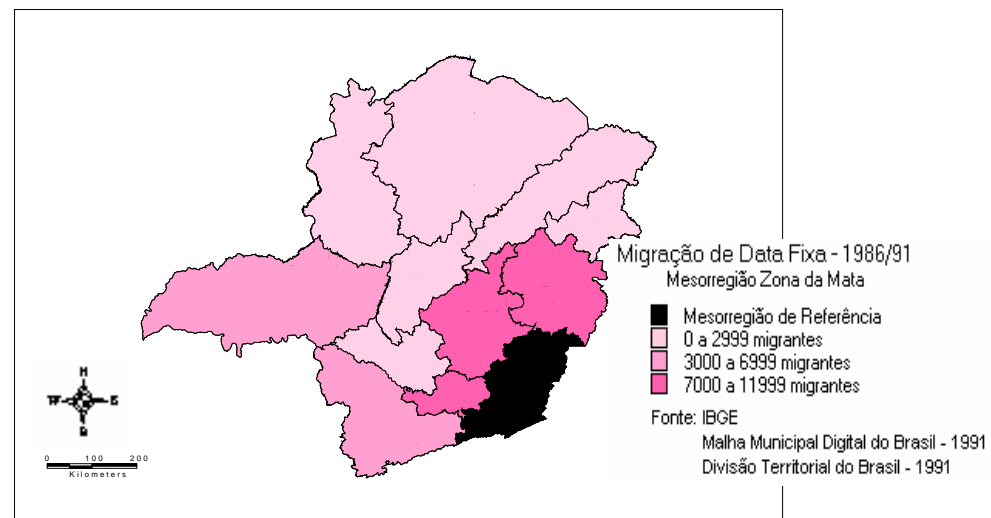 Migração de Data Fixa - 1986/91
Mesorregião Zona da Mata
Mesorregião de Referência
0 a 2999 migrantes
3000 a 6999 migrantes
7000 a 11999 migrantes
Fonte: IBGE
Malha Municipal Digital do Brasil - 1991
Divisão Territorial do Brasil - 1991
N
W E
S
0 100 200
Kilometers